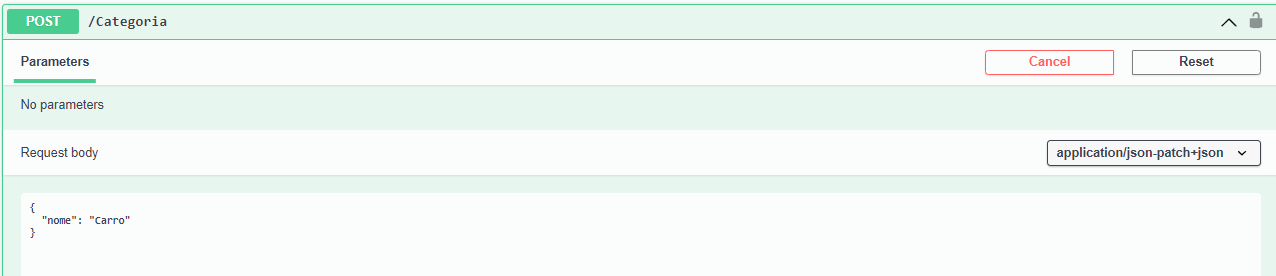 POST /Categoria
Parameters Cancel Reset
No parameters
Request body application/json-patch+json
{
  "nome": "Carro"
}